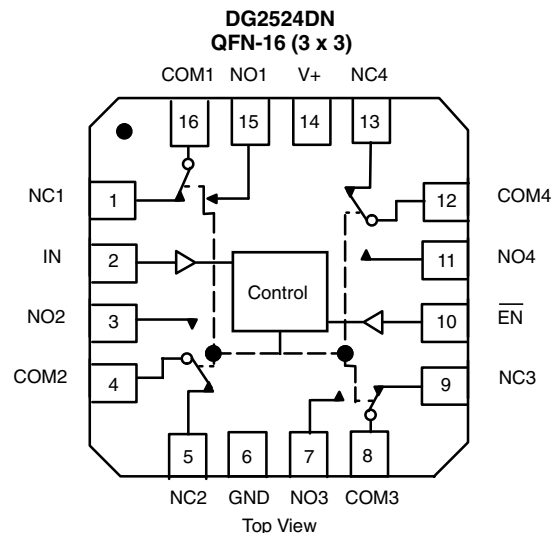 DG2524DN
QFN-16 (3 x 3)
COM1 NO1 V+ NC4
16 15 14 13
NC1 1 12 COM4
IN 2 11 NO4
Control
NO2 3 10 E̅N̅
COM2 4 9 NC3
5 6 7 8
NC2 GND NO3 COM3
Top View